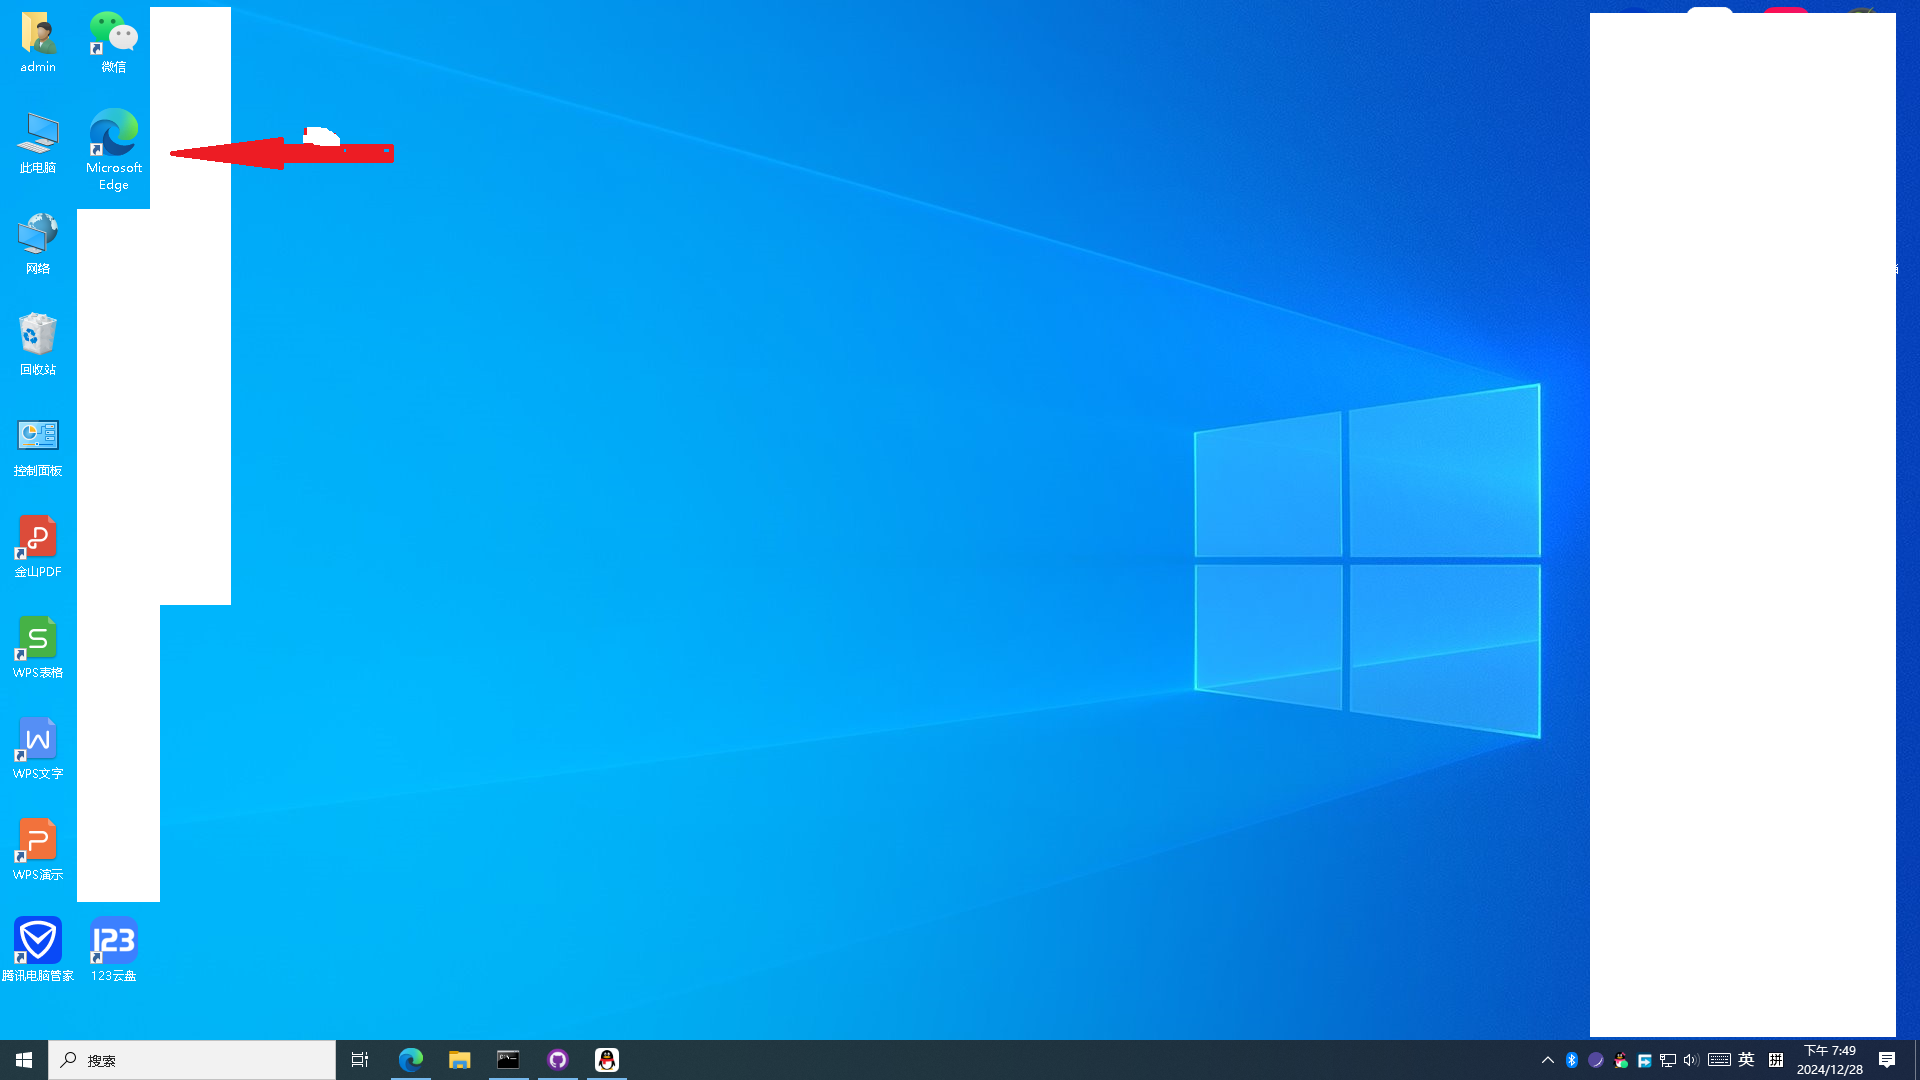 admin
微信
此电脑
Microsoft
Edge
网络
回收站
控制面板
金山PDF
WPS表格
WPS文字
WPS演示
腾讯电脑管家
123
123云盘
搜索
英
拼
下午 7:49
2024/12/28